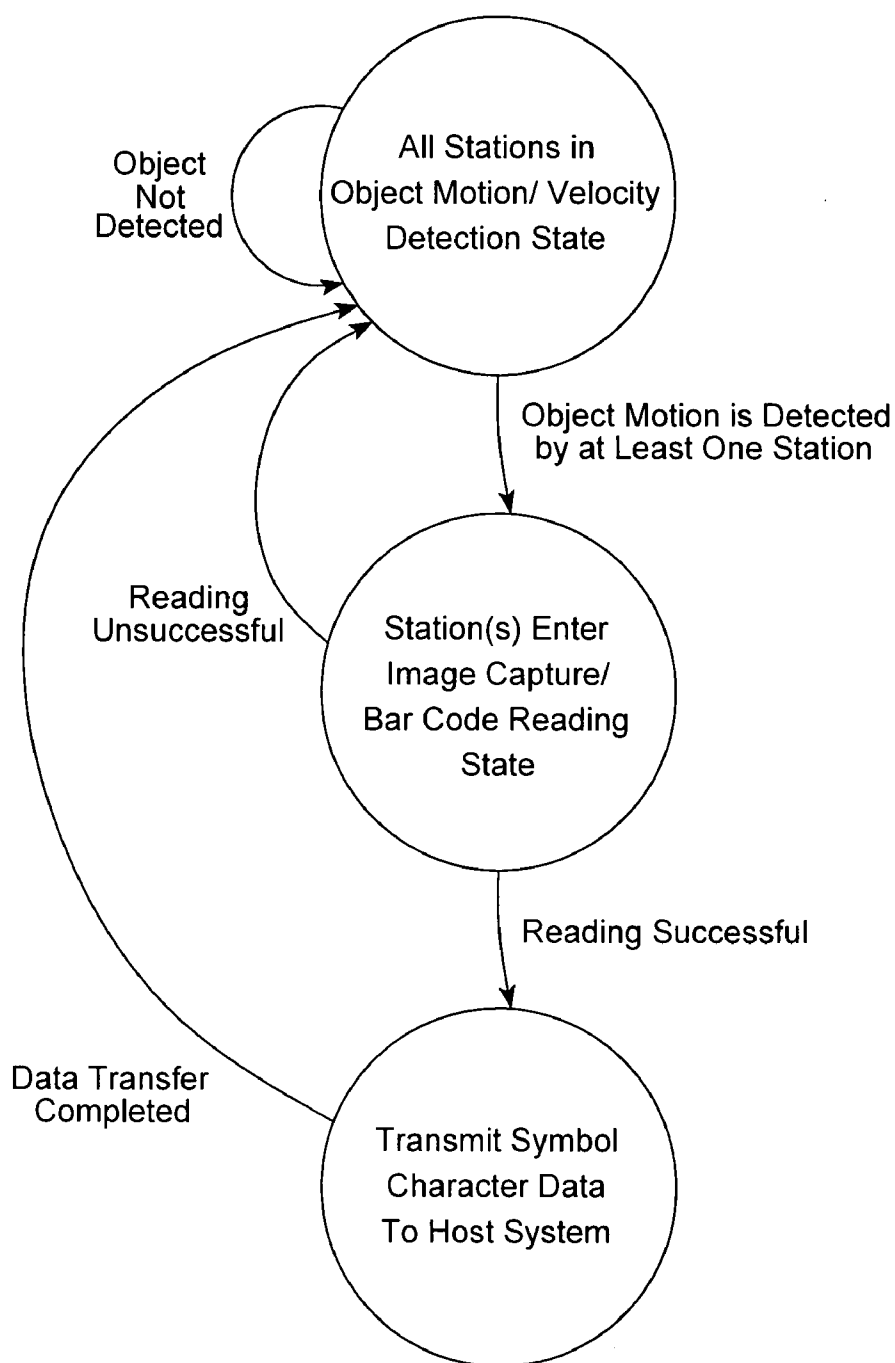 All Stations in
Object Motion/ Velocity
Detection State
Object
Not
Detected
Object Motion is Detected
by at Least One Station
Reading
Unsuccessful
Station(s) Enter
Image Capture/
Bar Code Reading
State
Reading Successful
Data Transfer
Completed
Transmit Symbol
Character Data
To Host System